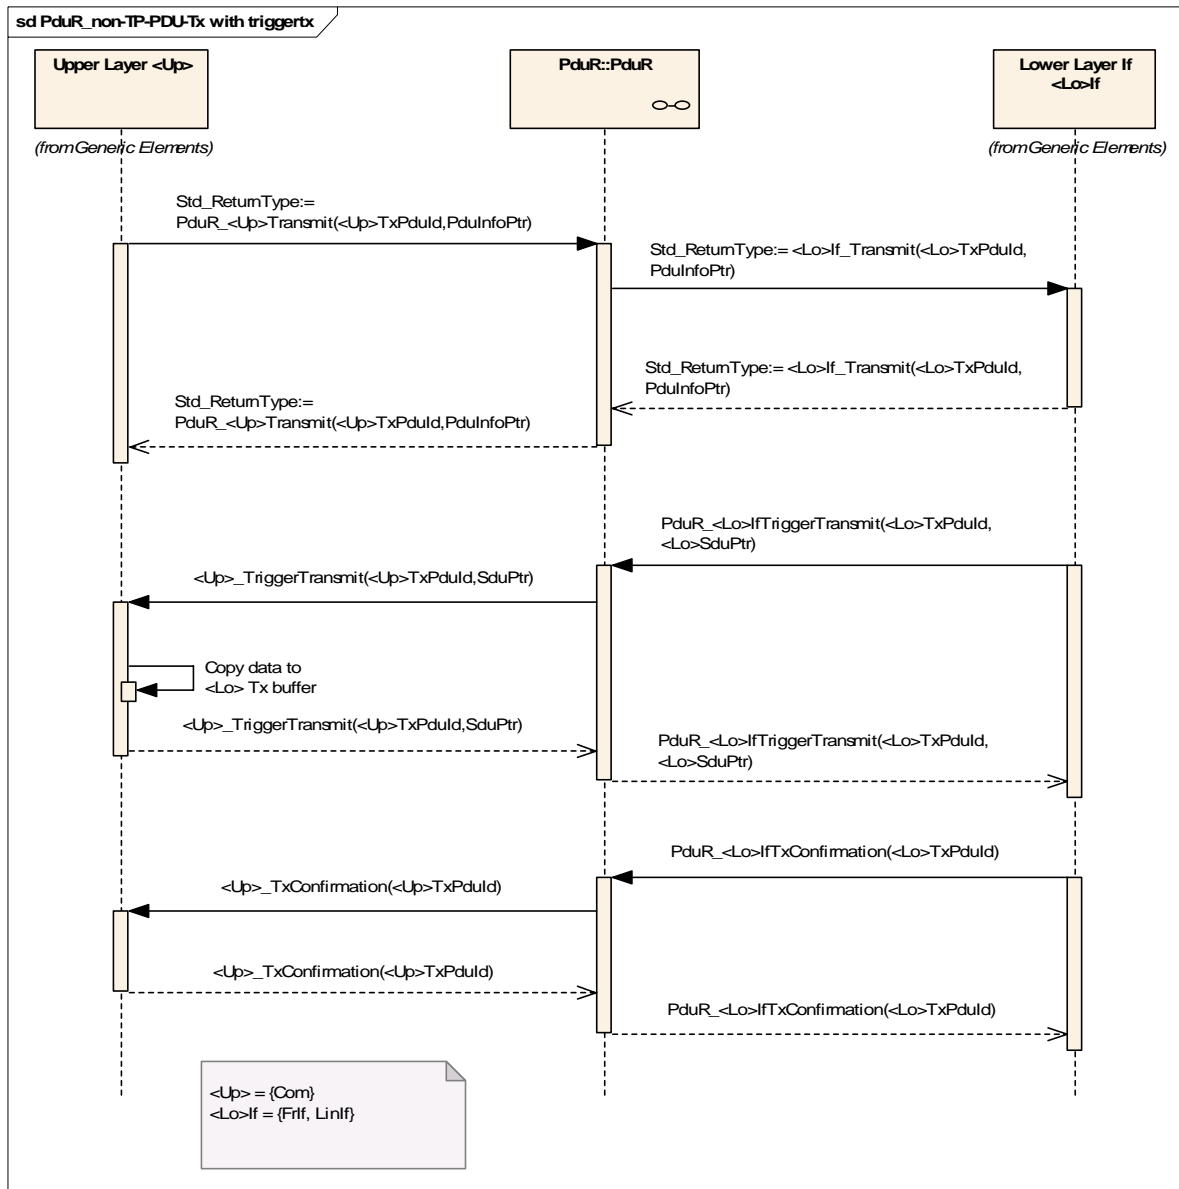 sd PduR_non-TP-PDU-Tx with triggertx
Upper Layer <Up>
PduR::PduR
Lower Layer If
<Lo>If
(from Generic Elements)
(from Generic Elements)
Std_ReturnType:=
PduR_<Up>Transmit(<Up>TxPduId,PduInfoPtr)
Std_ReturnType:= <Lo>If_Transmit(<Lo>TxPduId,
PduInfoPtr)
Std_ReturnType:= <Lo>If_Transmit(<Lo>TxPduId,
PduInfoPtr)
Std_ReturnType:=
PduR_<Up>Transmit(<Up>TxPduId,PduInfoPtr)
PduR_<Lo>IfTriggerTransmit(<Lo>TxPduId,
<Lo>SduPtr)
<Up>_TriggerTransmit(<Up>TxPduId,SduPtr)
Copy data to
<Lo> Tx buffer
<Up>_TriggerTransmit(<Up>TxPduId,SduPtr)
PduR_<Lo>IfTriggerTransmit(<Lo>TxPduId,
<Lo>SduPtr)
PduR_<Lo>IfTxConfirmation(<Lo>TxPduId)
<Up>_TxConfirmation(<Up>TxPduId)
<Up>_TxConfirmation(<Up>TxPduId)
PduR_<Lo>IfTxConfirmation(<Lo>TxPduId)
<Up> = {Com}
<Lo>If = {FrIf, LinIf}